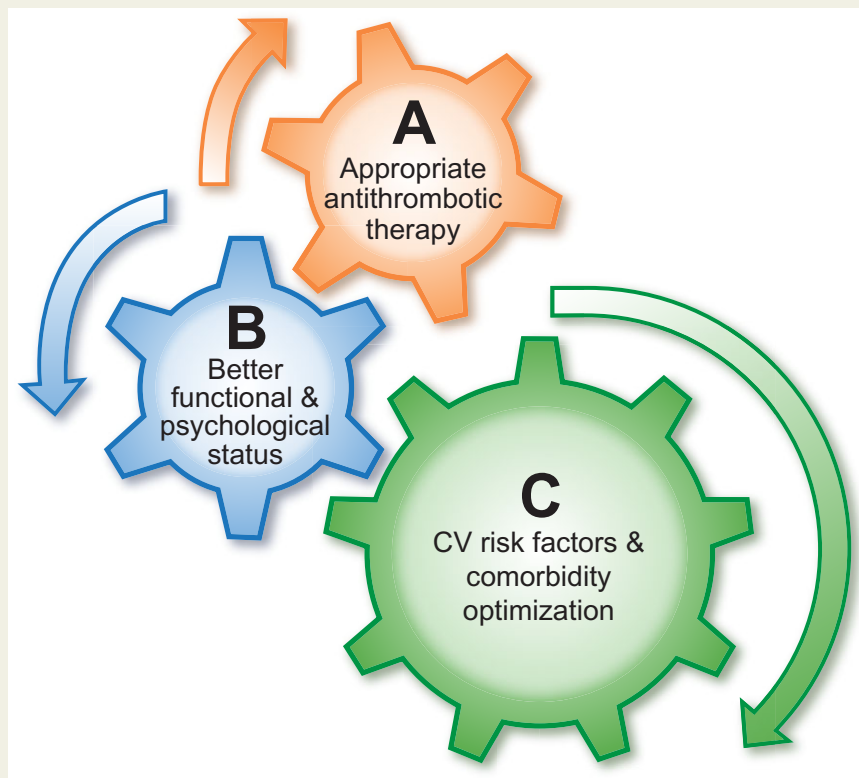 A
Appropriate
antithrombotic
therapy
B
Better
functional &
psychological
status
C
CV risk factors &
comorbidity
optimization